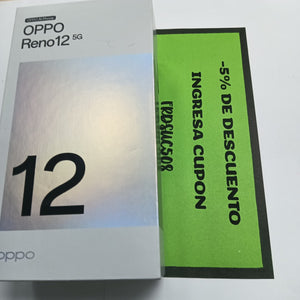 OPPO
Reno12 5G
12
oppo
-5% DE DESCUENTO
INGRESA CUPON